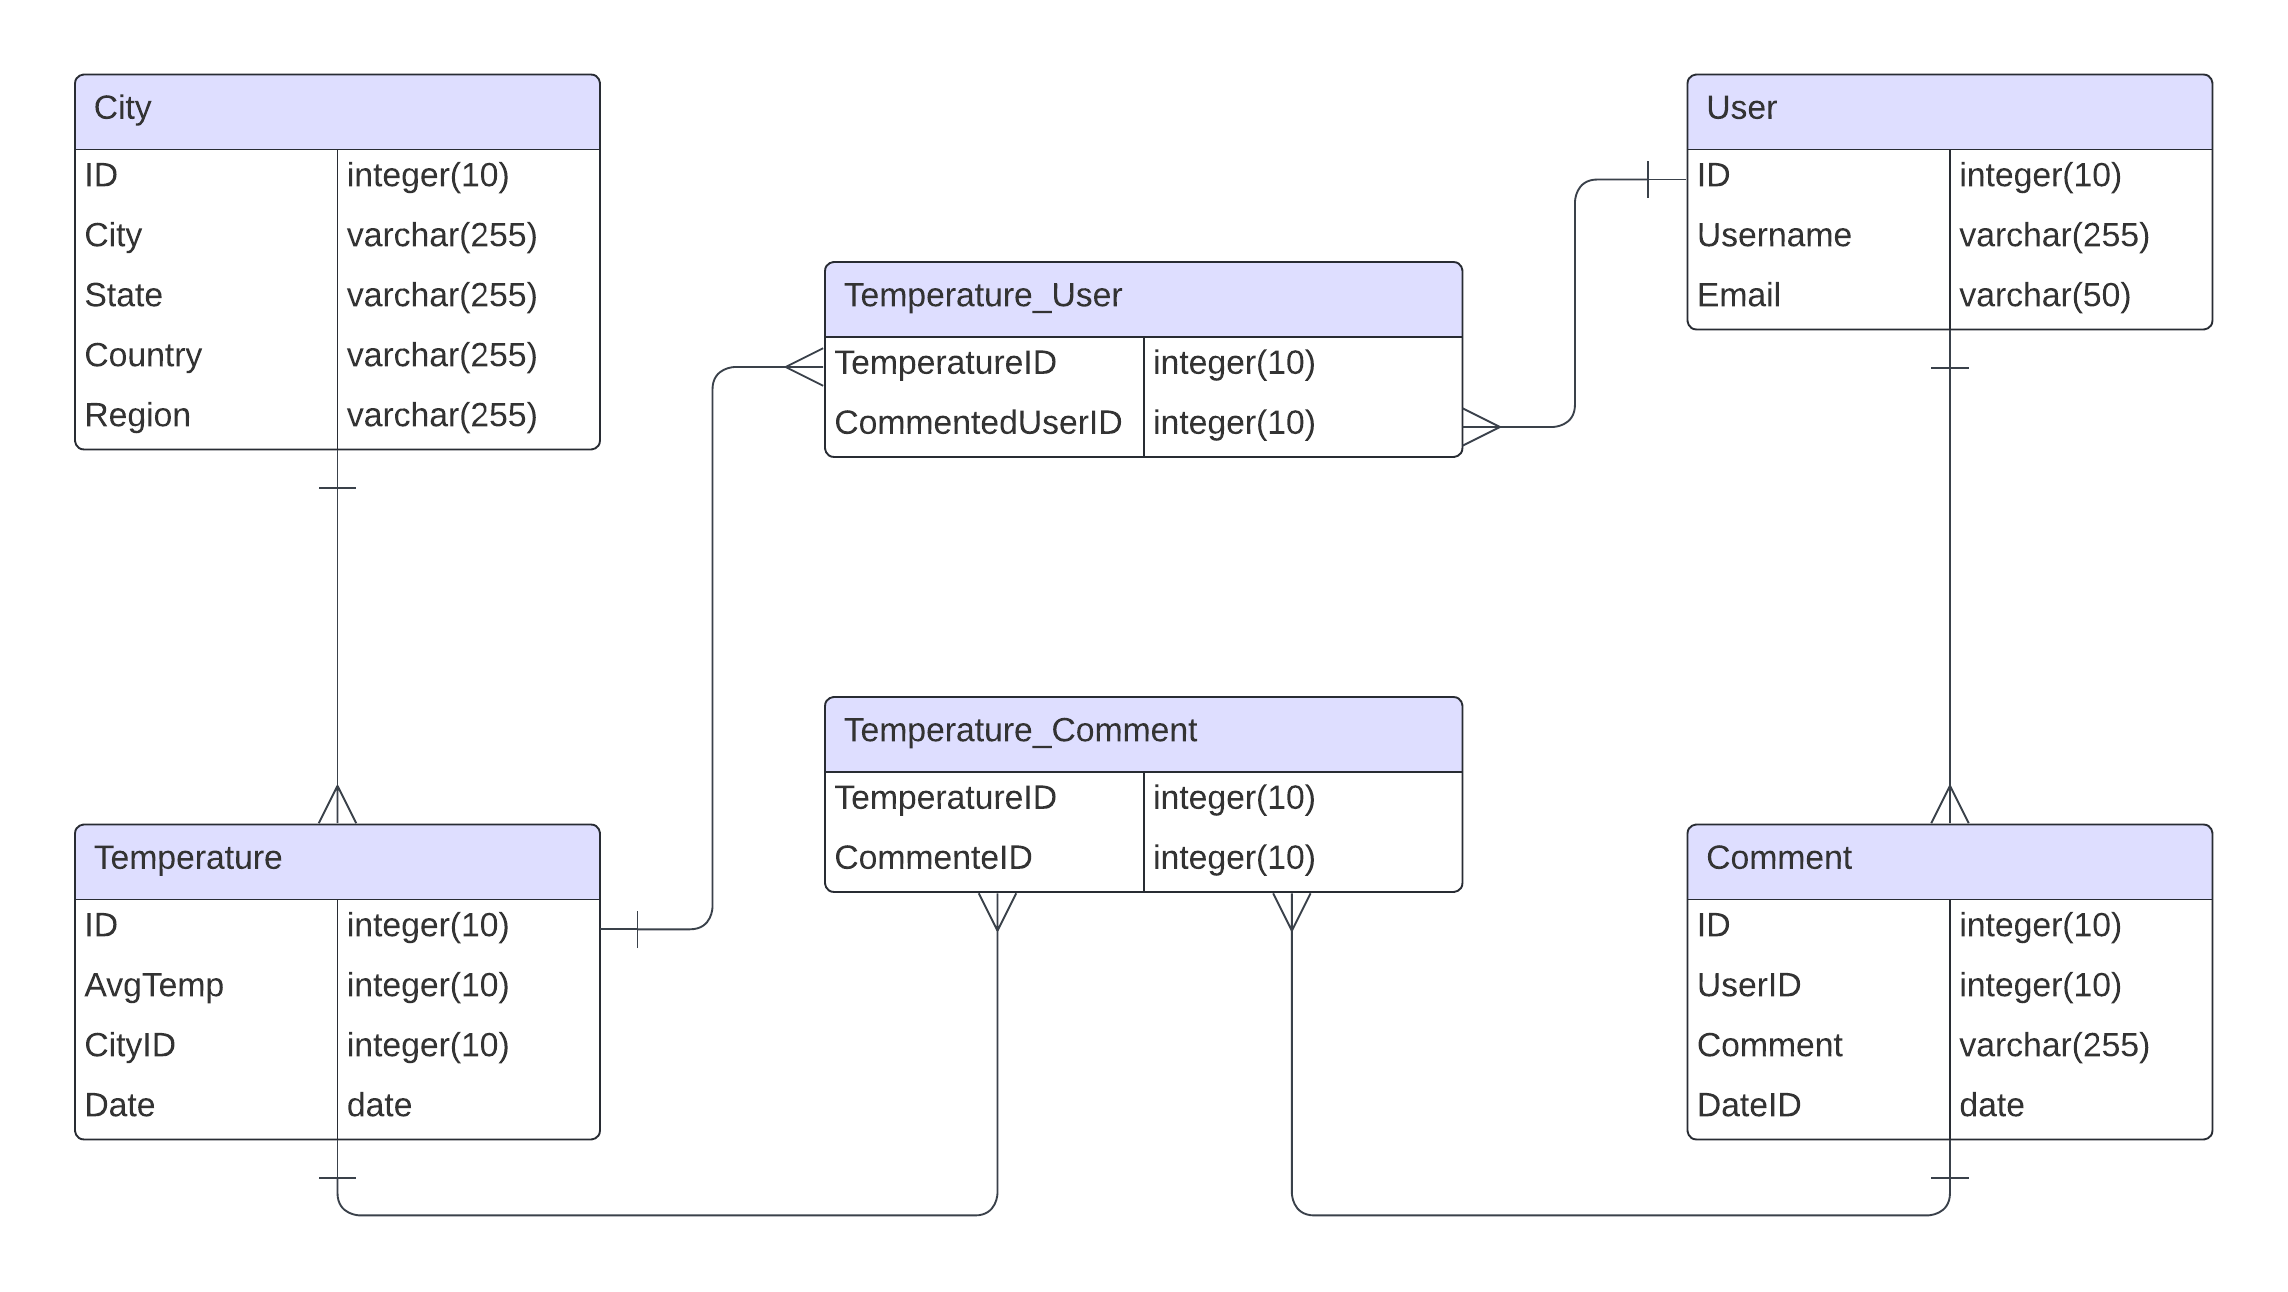 City
ID integer(10)
City varchar(255)
State varchar(255)
Country varchar(255)
Region varchar(255)
User
ID integer(10)
Username varchar(255)
Email varchar(50)
Temperature_User
TemperatureID integer(10)
CommentedUserID integer(10)
Temperature_Comment
TemperatureID integer(10)
CommenteID integer(10)
Temperature
ID integer(10)
AvgTemp integer(10)
CityID integer(10)
Date date
Comment
ID integer(10)
UserID integer(10)
Comment varchar(255)
DateID date